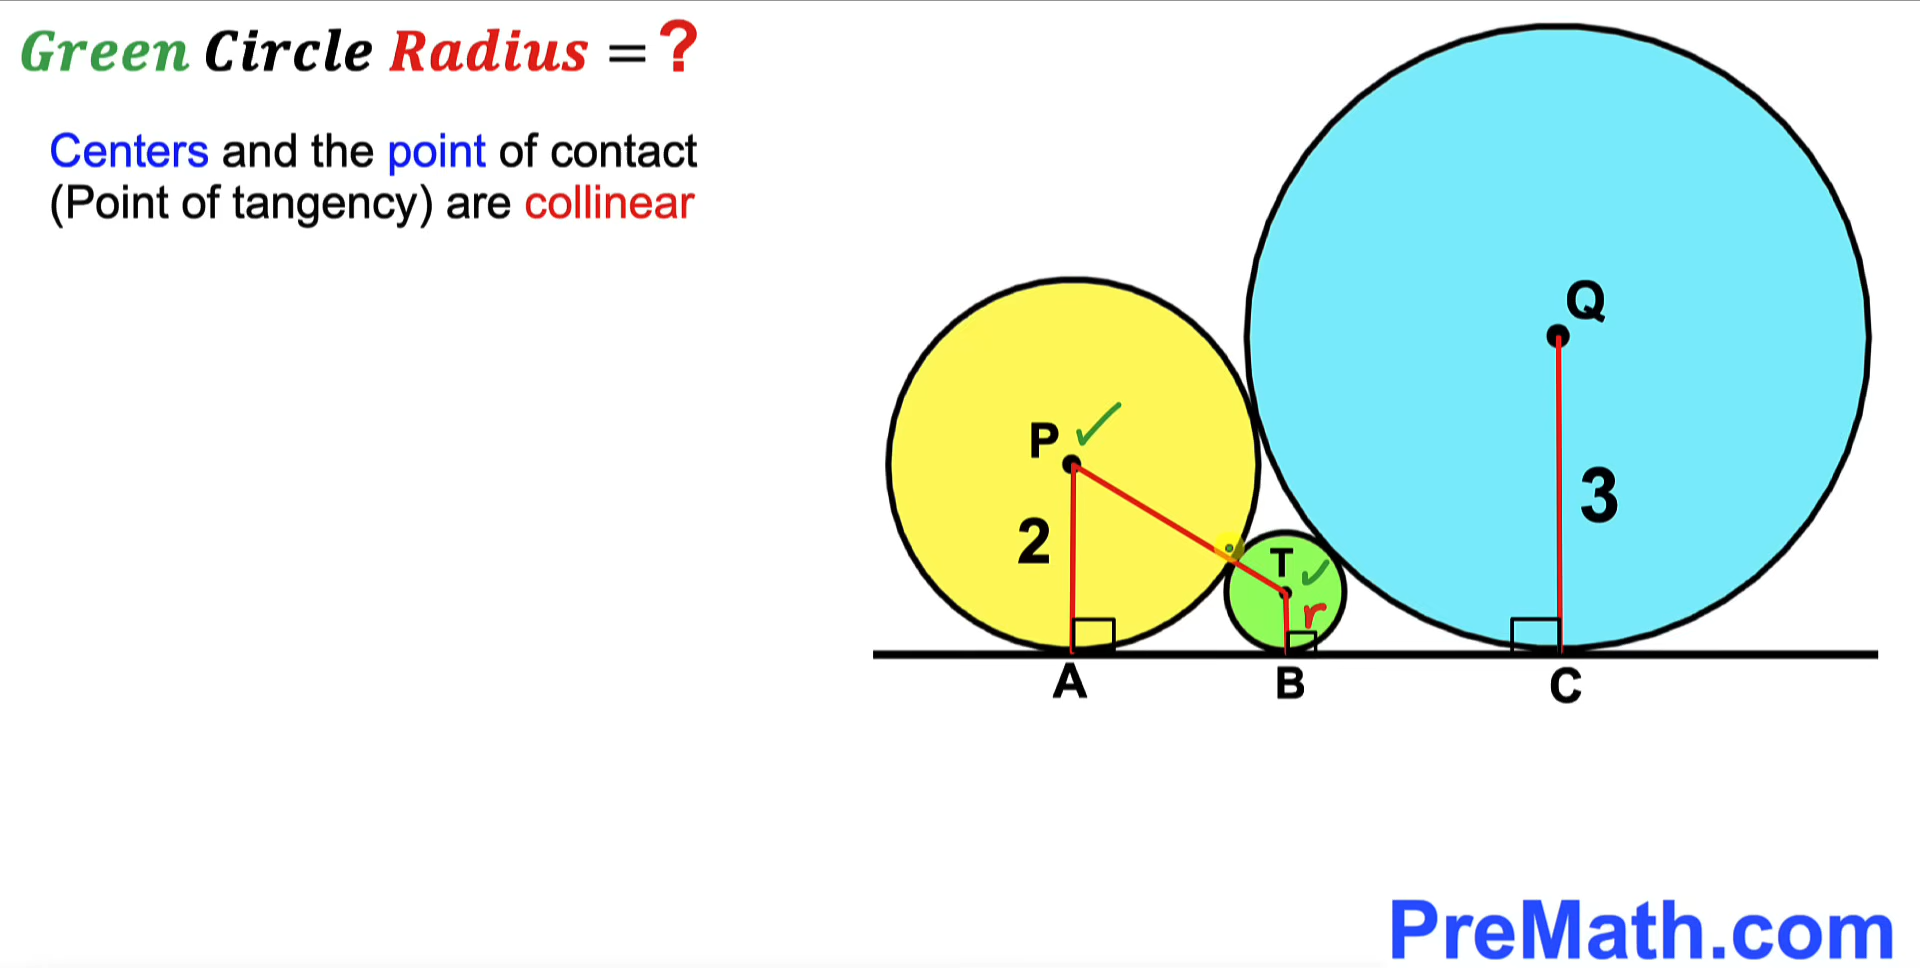 Green Circle Radius = ?
Centers and the point of contact
(Point of tangency) are collinear
Q
P
3
2
T
r
A
B
C
PreMath.com